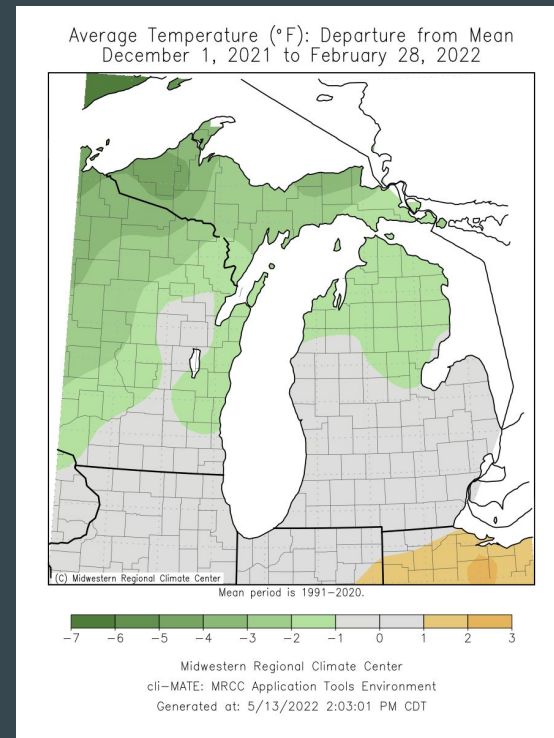 Average Temperature (°F): Departure from Mean
December 1, 2021 to February 28, 2022
(C) Midwestern Regional Climate Center
Mean period is 1991-2020.
-7 -6 -5 -4 -3 -2 -1 0 1 2 3
Midwestern Regional Climate Center
cli-MATE: MRCC Application Tools Environment
Generated at: 5/13/2022 2:03:01 PM CDT